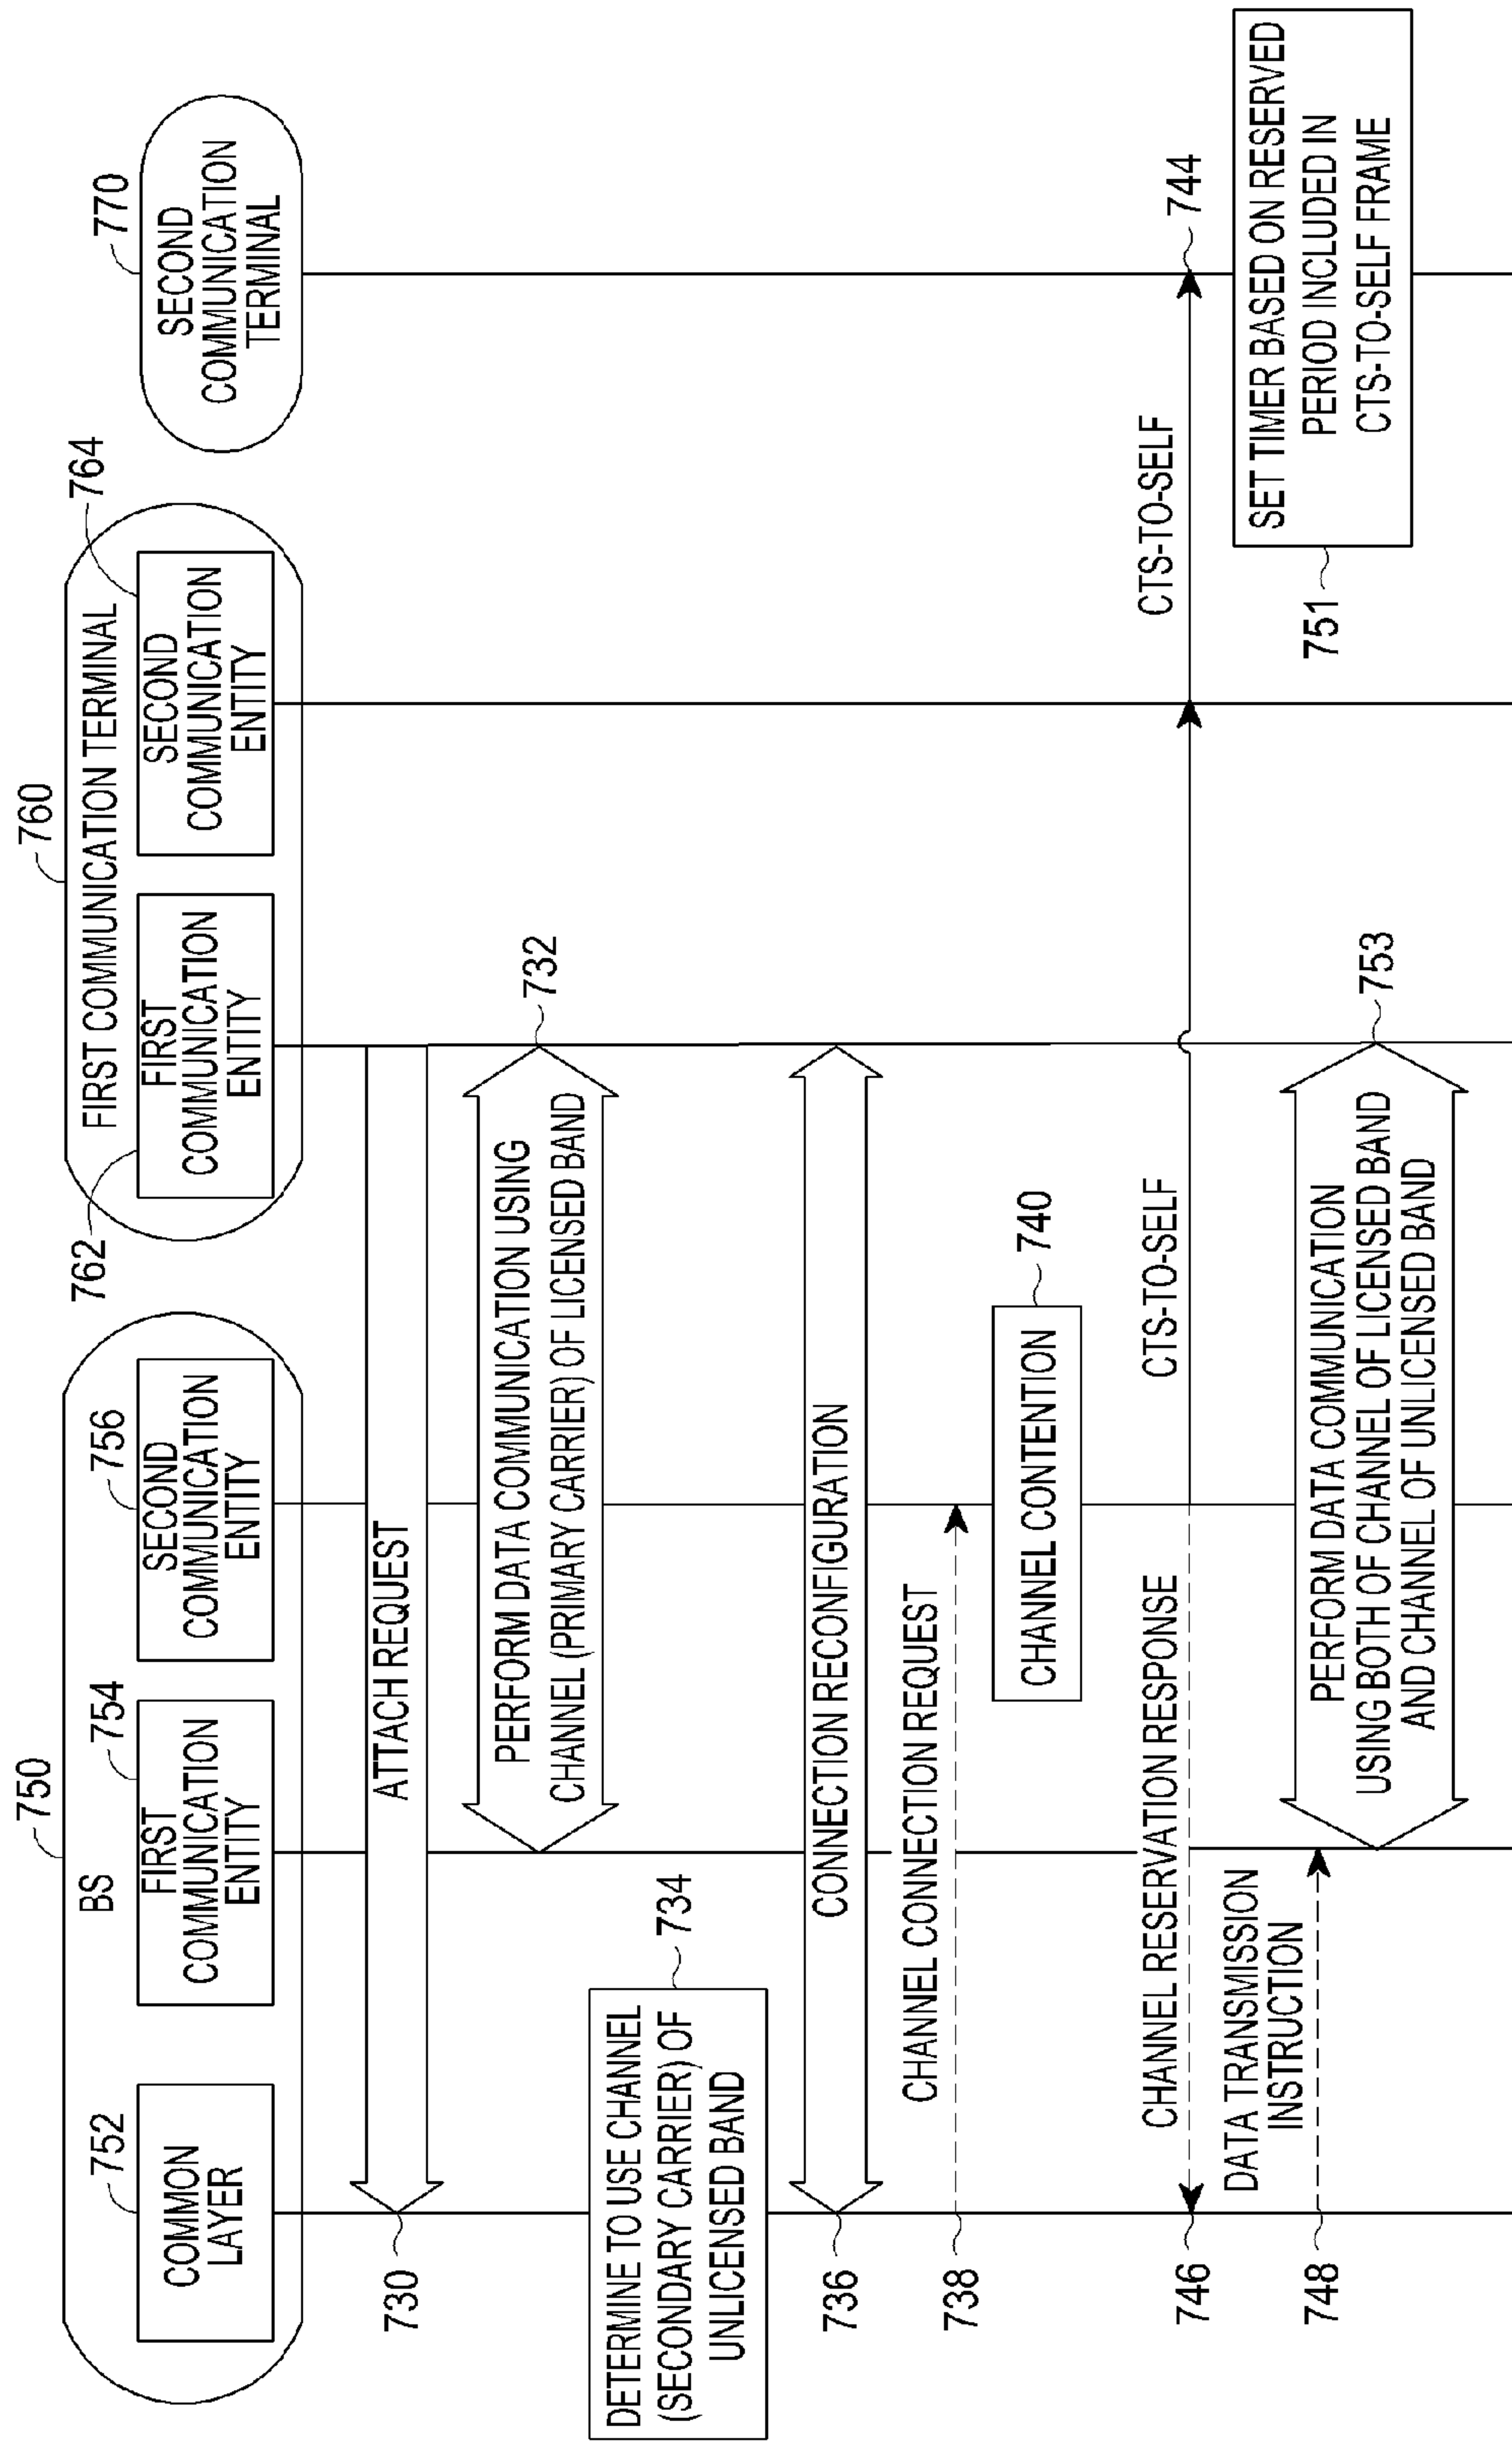 750
BS
752
COMMON
LAYER
754
FIRST
COMMUNICATION
ENTITY
756
SECOND
COMMUNICATION
ENTITY
760
FIRST COMMUNICATION TERMINAL
762
FIRST
COMMUNICATION
ENTITY
764
SECOND
COMMUNICATION
ENTITY
770
SECOND
COMMUNICATION
TERMINAL
730
ATTACH REQUEST
PERFORM DATA COMMUNICATION USING
CHANNEL (PRIMARY CARRIER) OF LICENSED BAND
732
DETERMINE TO USE CHANNEL
(SECONDARY CARRIER) OF
UNLICENSED BAND
734
736
CONNECTION RECONFIGURATION
738
CHANNEL CONNECTION REQUEST
CHANNEL CONTENTION
740
746
CHANNEL RESERVATION RESPONSE
CTS-TO-SELF
CTS-TO-SELF
744
748
DATA TRANSMISSION
INSTRUCTION
751
SET TIMER BASED ON RESERVED
PERIOD INCLUDED IN
CTS-TO-SELF FRAME
PERFORM DATA COMMUNICATION
USING BOTH OF CHANNEL OF LICENSED BAND
AND CHANNEL OF UNLICENSED BAND
753